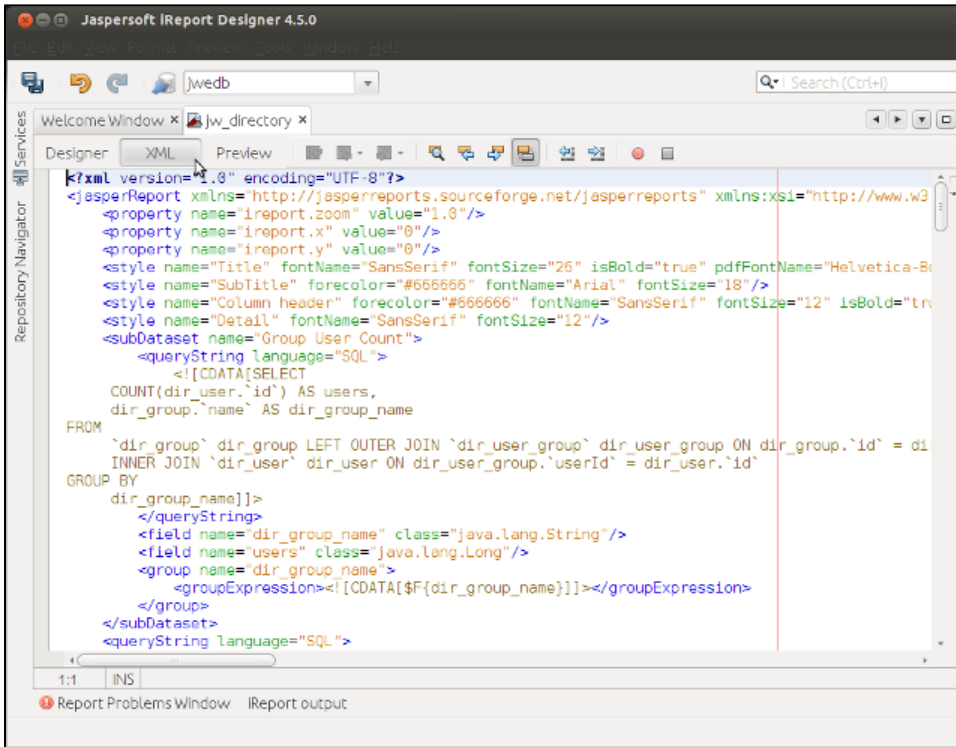 Jaspersoft iReport Designer 4.5.0
File Edit View Format Preview Tools Window Help
jwedb
Search (Ctrl+I)
Services
Repository Navigator
Welcome Window × jw_directory ×
Designer XML Preview
<?xml version="1.0" encoding="UTF-8"?>
<jasperReport xmlns="http://jasperreports.sourceforge.net/jasperreports" xmlns:xsi="http://www.w3
<property name="ireport.zoom" value="1.0"/>
<property name="ireport.x" value="0"/>
<property name="ireport.y" value="0"/>
<style name="Title" fontName="SansSerif" fontSize="26" isBold="true" pdfFontName="Helvetica-Bo
<style name="SubTitle" forecolor="#666666" fontName="Arial" fontSize="18"/>
<style name="Column header" forecolor="#666666" fontName="SansSerif" fontSize="12" isBold="tru
<style name="Detail" fontName="SansSerif" fontSize="12"/>
<subDataset name="Group User Count">
<queryString language="SQL">
<![CDATA[SELECT
COUNT(dir_user.`id`) AS users,
dir_group.`name` AS dir_group_name
FROM
`dir_group` dir_group LEFT OUTER JOIN `dir_user_group` dir_user_group ON dir_group.`id` = di
INNER JOIN `dir_user` dir_user ON dir_user_group.`userId` = dir_user.`id`
GROUP BY
dir_group_name]]>
</queryString>
<field name="dir_group_name" class="java.lang.String"/>
<field name="users" class="java.lang.Long"/>
<group name="dir_group_name">
<groupExpression><![CDATA[$F{dir_group_name}]]></groupExpression>
</group>
</subDataset>
<queryString language="SQL">
1:1 INS
Report Problems Window iReport output